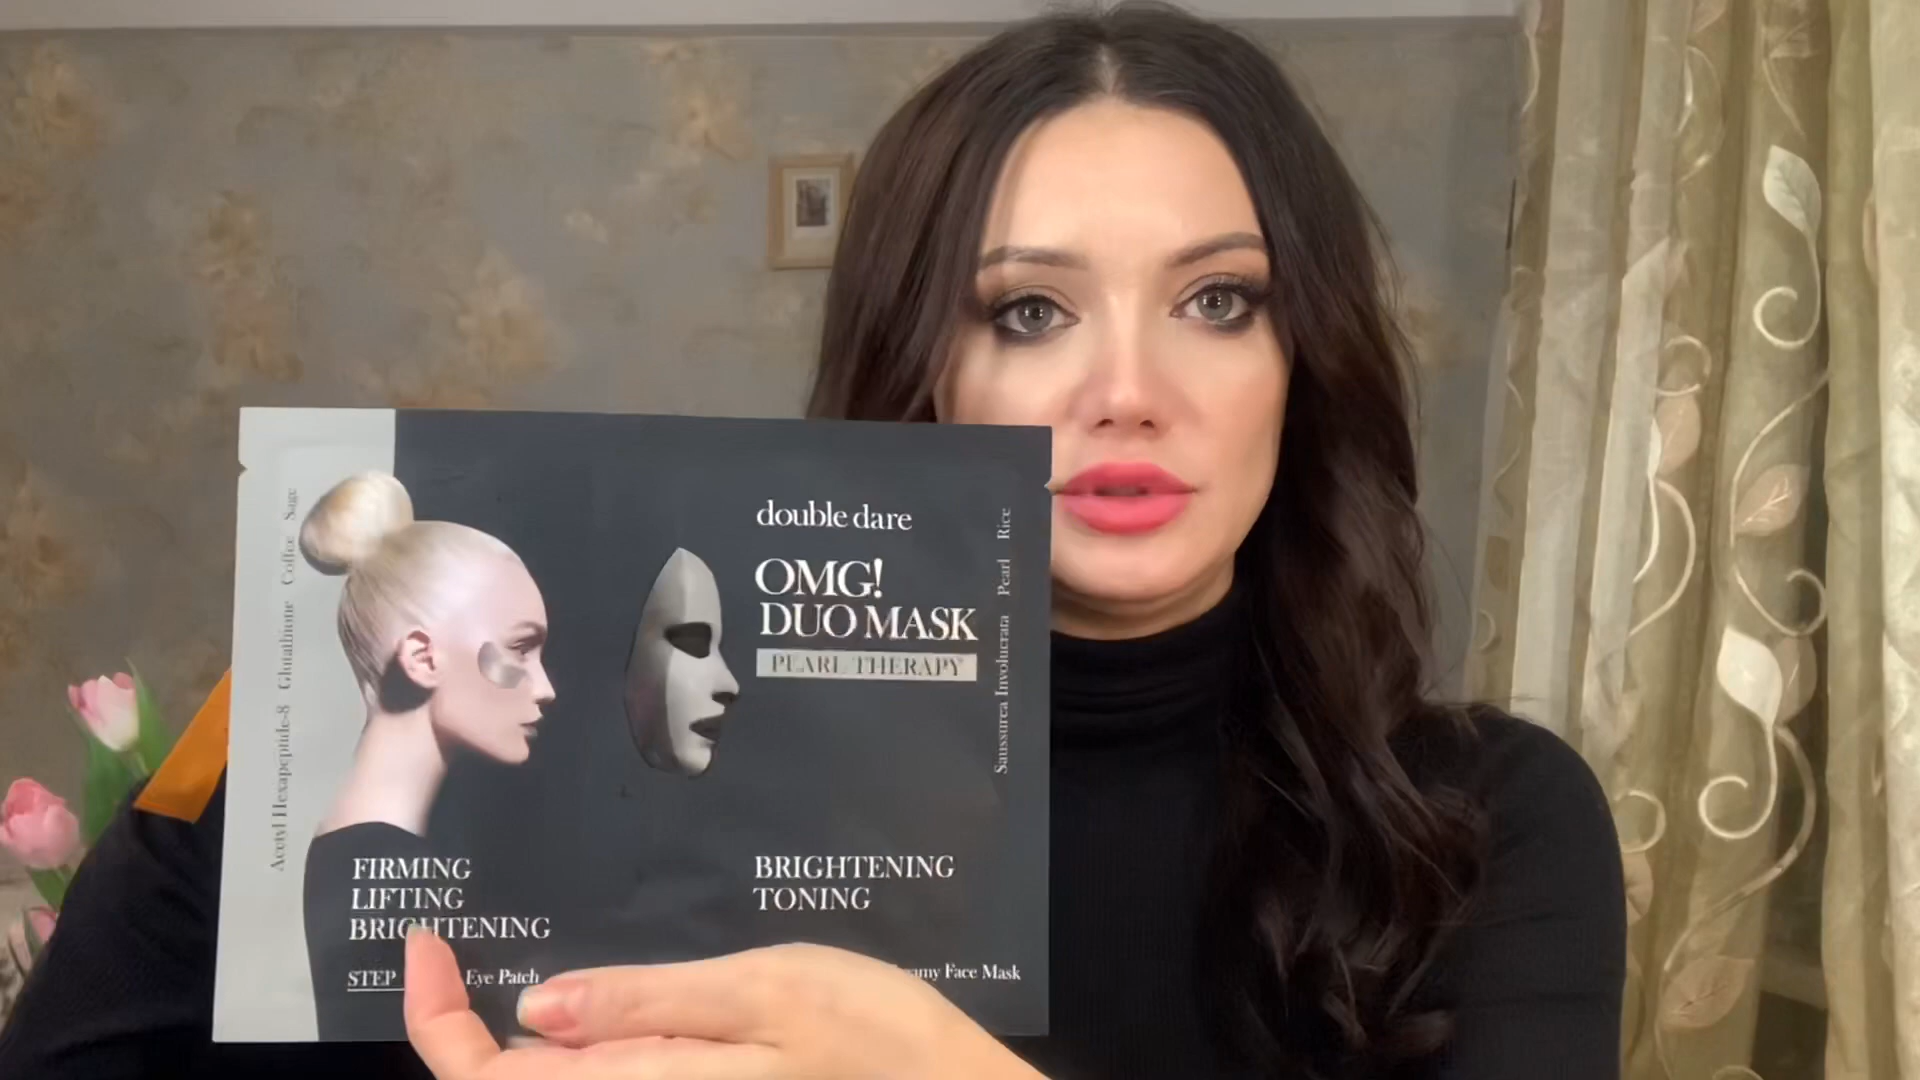 Acetyl Hexapeptide-8 Glutathione Coffee Sage
double dare
OMG!
DUO MASK
PEARL THERAPY
Saussurea Involucrata Pearl Rice
FIRMING
LIFTING
BRIGHTENING
BRIGHTENING
TONING
STEP
Eye Patch
Face Mask